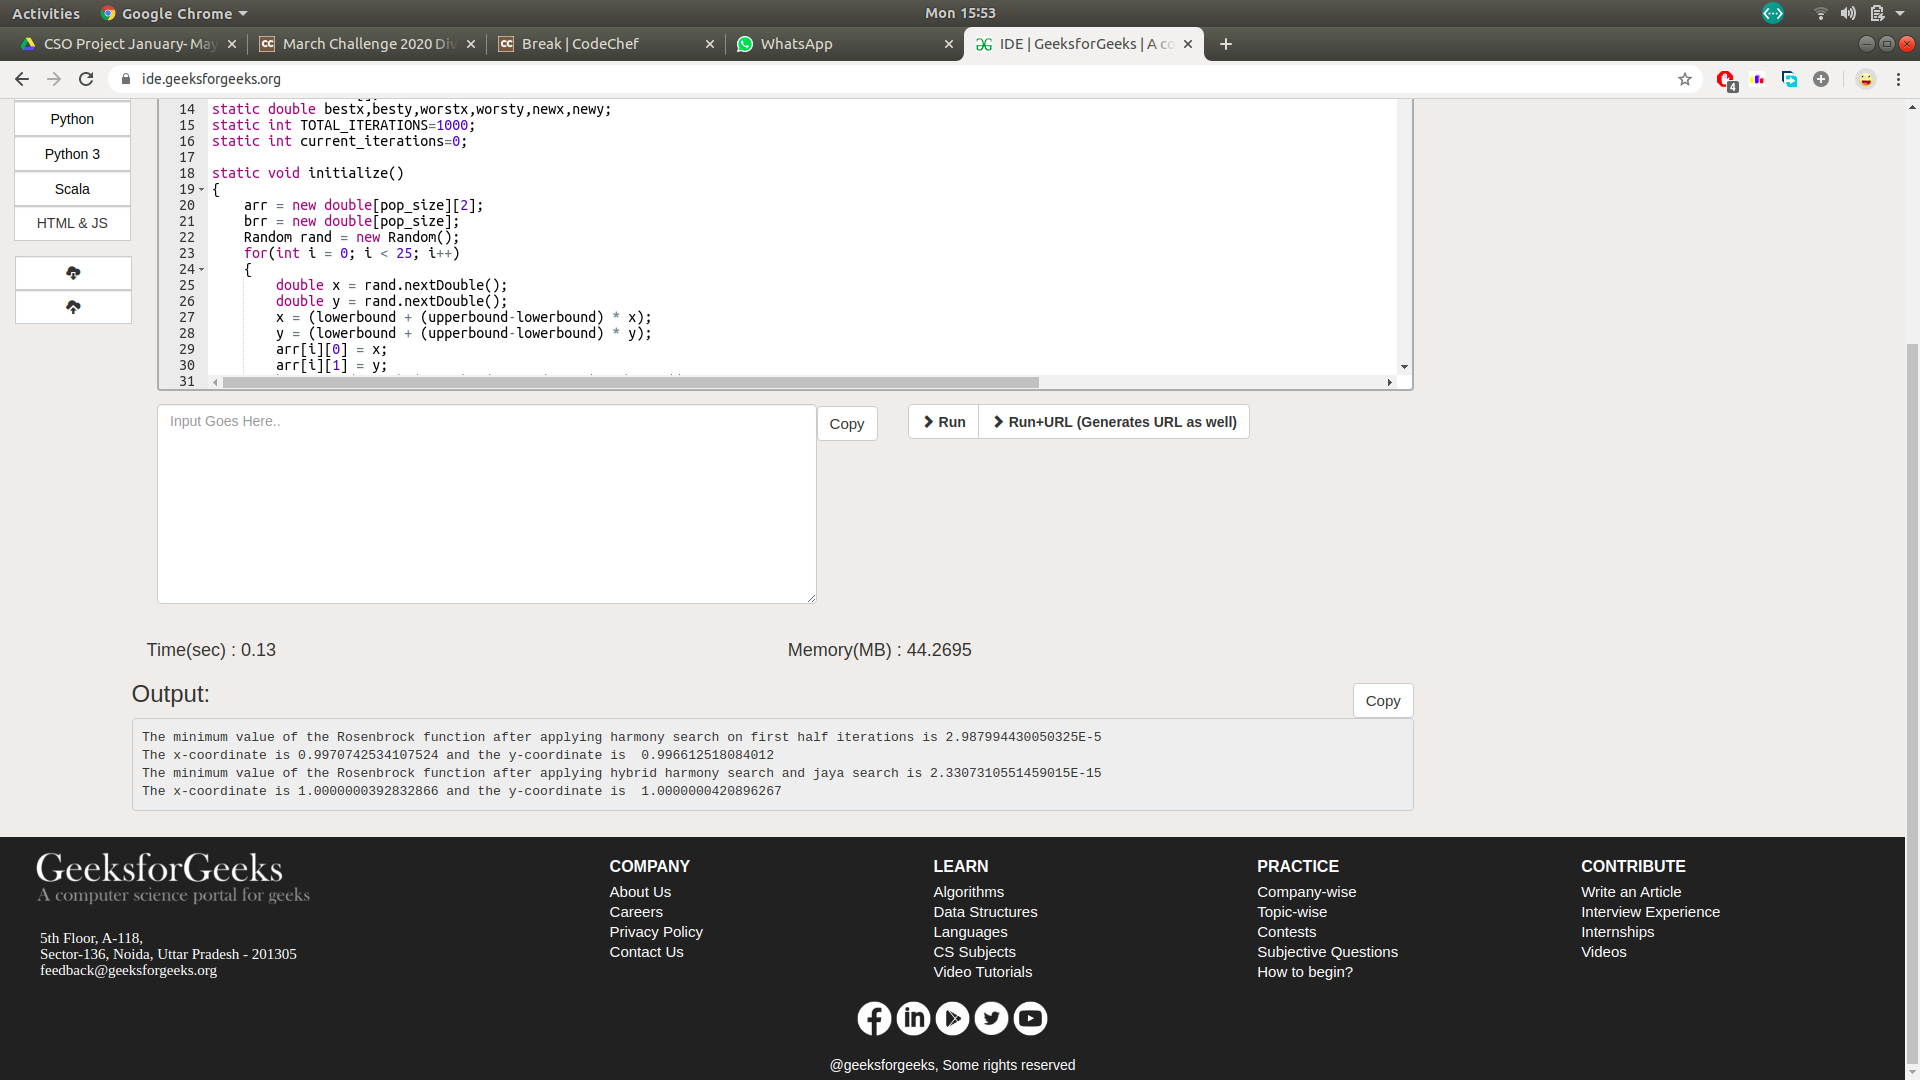 Activities Google Chrome Mon 15:53
CSO Project January-May March Challenge 2020 Div Break | CodeChef WhatsApp IDE | GeeksforGeeks | A co
ide.geeksforgeeks.org
4
Python
Python 3
Scala
HTML & JS
14 static double bestx,besty,worstx,worsty,newx,newy;
15 static int TOTAL_ITERATIONS=1000;
16 static int current_iterations=0;
17
18 static void initialize()
19 {
20 arr = new double[pop_size][2];
21 brr = new double[pop_size];
22 Random rand = new Random();
23 for(int i = 0; i < 25; i++)
24 {
25 double x = rand.nextDouble();
26 double y = rand.nextDouble();
27 x = (lowerbound + (upperbound-lowerbound) * x);
28 y = (lowerbound + (upperbound-lowerbound) * y);
29 arr[i][0] = x;
30 arr[i][1] = y;
31
Input Goes Here..
Copy
Run Run+URL (Generates URL as well)
Time(sec) : 0.13 Memory(MB) : 44.2695
Output:
Copy
The minimum value of the Rosenbrock function after applying harmony search on first half iterations is 2.987994430050325E-5
The x-coordinate is 0.9970742534107524 and the y-coordinate is  0.996612518084012
The minimum value of the Rosenbrock function after applying hybrid harmony search and jaya search is 2.3307310551459015E-15
The x-coordinate is 1.0000000392832866 and the y-coordinate is  1.0000000420896267
GeeksforGeeks
A computer science portal for geeks
5th Floor, A-118,
Sector-136, Noida, Uttar Pradesh - 201305
feedback@geeksforgeeks.org
COMPANY
About Us
Careers
Privacy Policy
Contact Us
LEARN
Algorithms
Data Structures
Languages
CS Subjects
Video Tutorials
PRACTICE
Company-wise
Topic-wise
Contests
Subjective Questions
How to begin?
CONTRIBUTE
Write an Article
Interview Experience
Internships
Videos
@geeksforgeeks, Some rights reserved